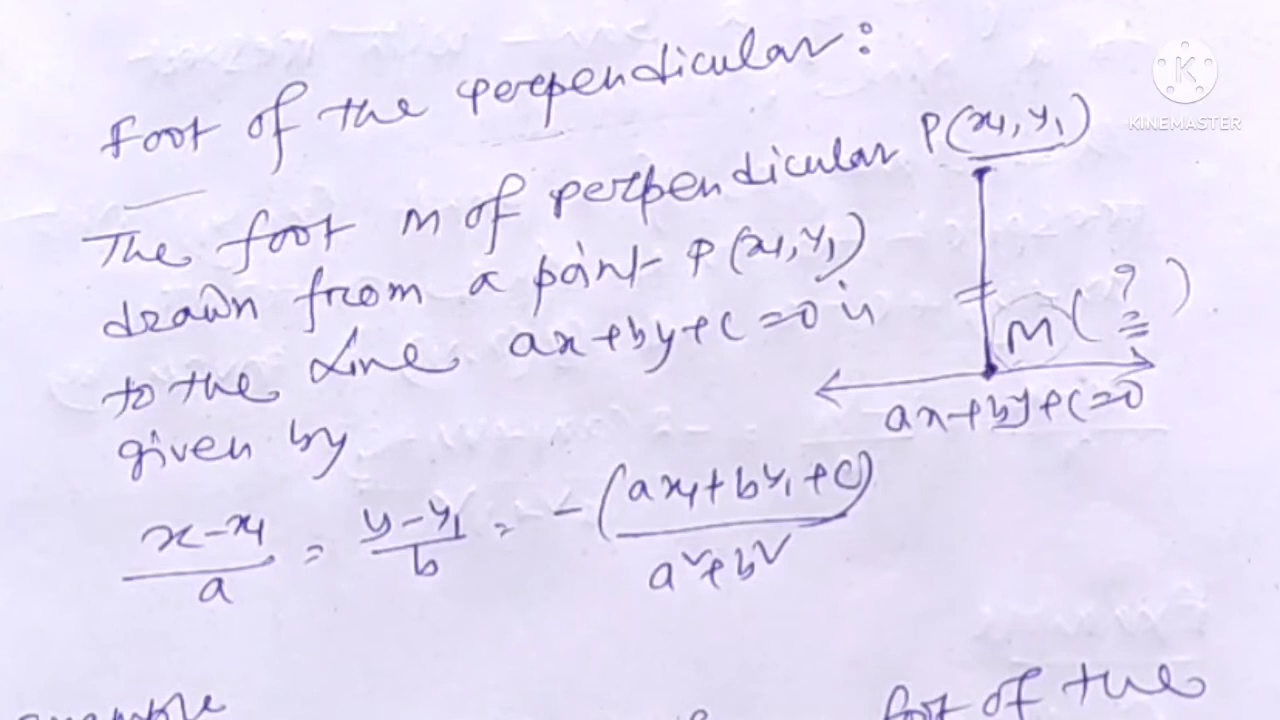 Foot of the perpendicular:
The foot M of perpendicular
drawn from a point P(x₁, y₁)
to the Line ax+by+c=0 is
given by
x-x₁/a = y-y₁/b = -(ax₁+by₁+c)/a²+b²
P(x₁, y₁)
M(?)
ax+by+c=0
KINEMASTER
example
foot of the